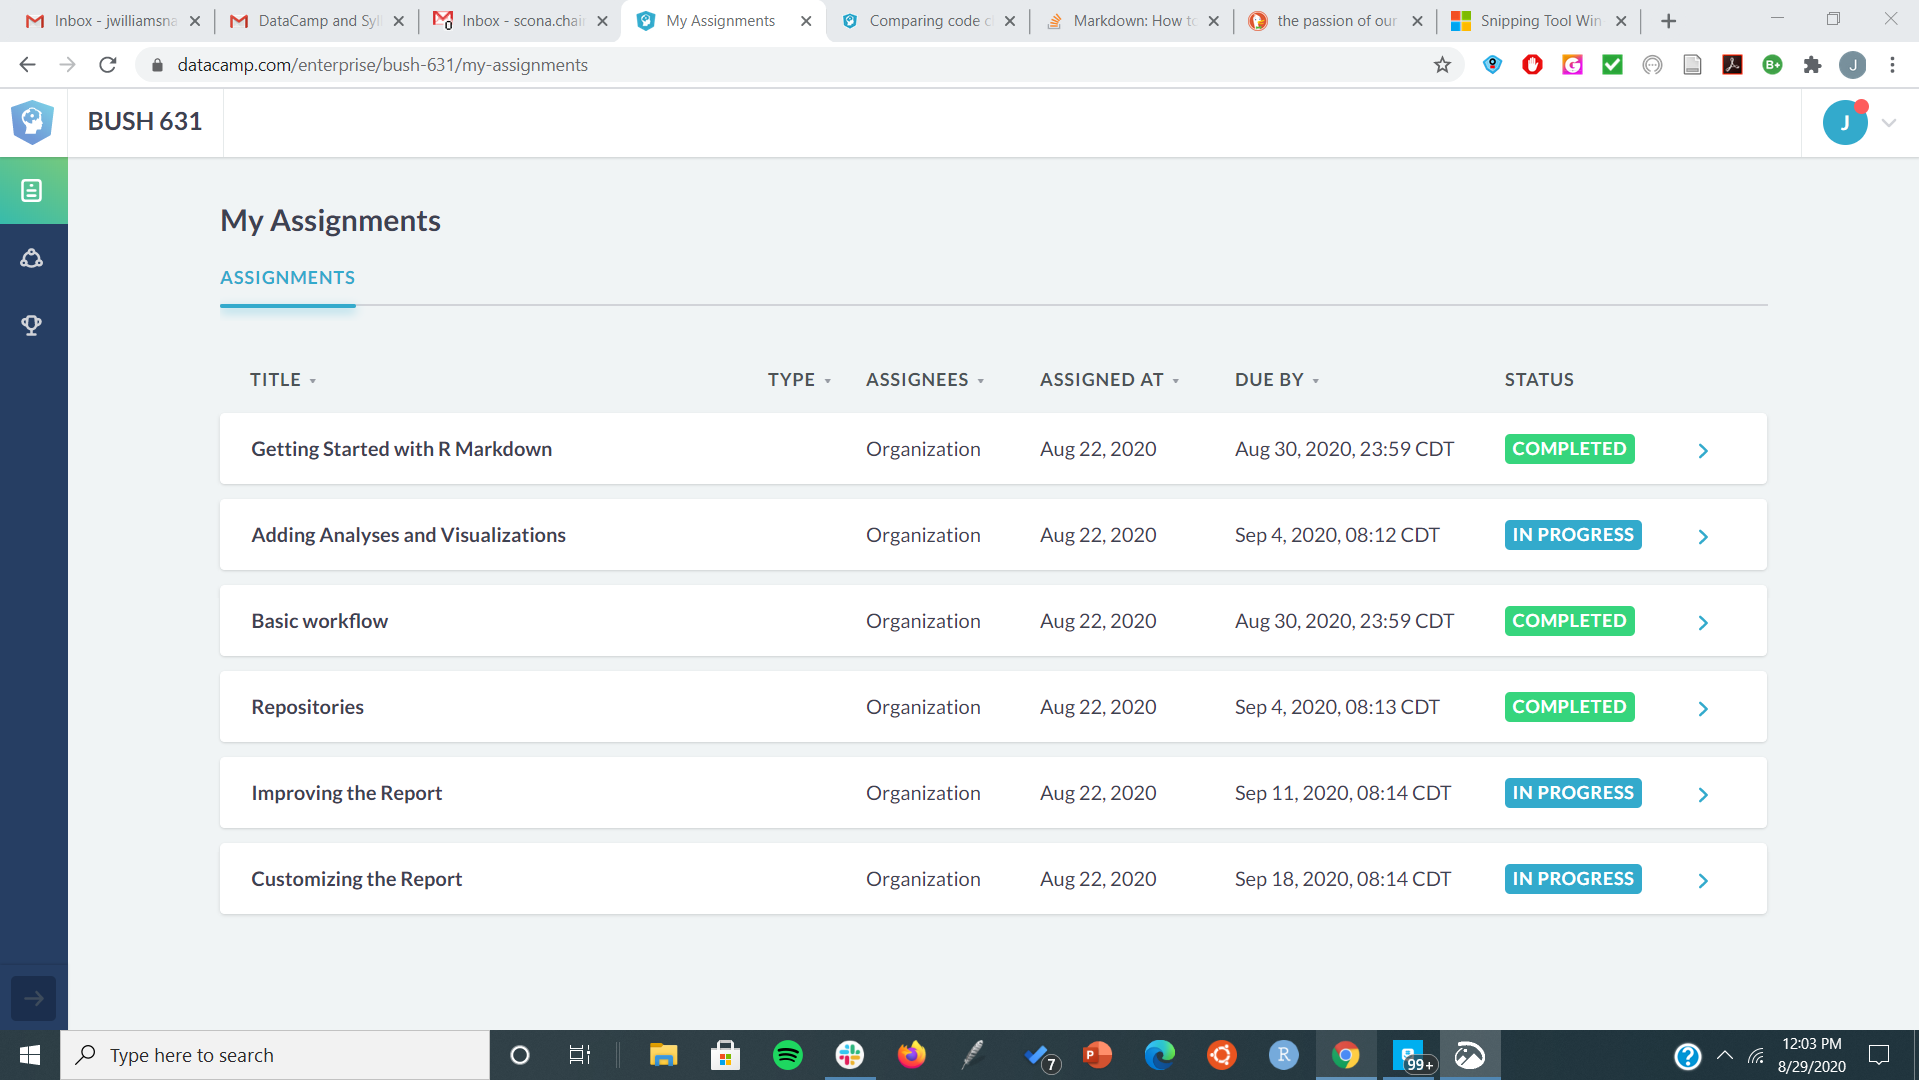 Inbox - jwilliamsna
DataCamp and Syl
Inbox - scona.chair
My Assignments
Comparing code c
Markdown: How to
the passion of our
Snipping Tool Win
datacamp.com/enterprise/bush-631/my-assignments
J
BUSH 631
J
My Assignments
ASSIGNMENTS
TITLE TYPE ASSIGNEES ASSIGNED AT DUE BY STATUS
Getting Started with R Markdown Organization Aug 22, 2020 Aug 30, 2020, 23:59 CDT COMPLETED
Adding Analyses and Visualizations Organization Aug 22, 2020 Sep 4, 2020, 08:12 CDT IN PROGRESS
Basic workflow Organization Aug 22, 2020 Aug 30, 2020, 23:59 CDT COMPLETED
Repositories Organization Aug 22, 2020 Sep 4, 2020, 08:13 CDT COMPLETED
Improving the Report Organization Aug 22, 2020 Sep 11, 2020, 08:14 CDT IN PROGRESS
Customizing the Report Organization Aug 22, 2020 Sep 18, 2020, 08:14 CDT IN PROGRESS
Type here to search
7
R
99+
12:03 PM
8/29/2020